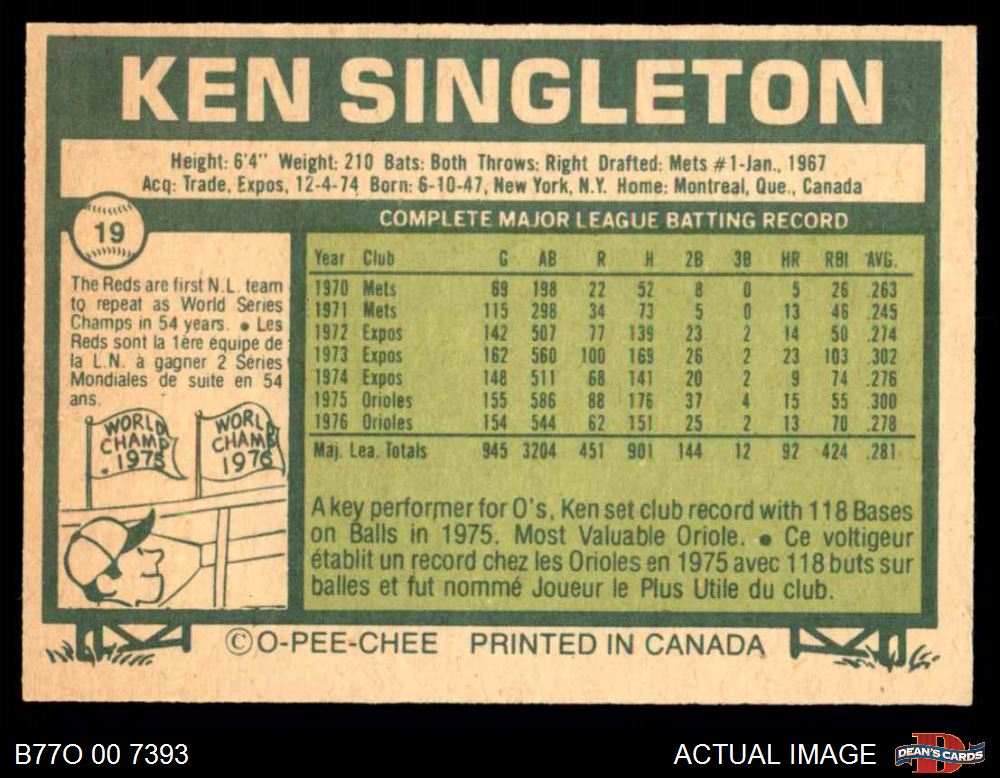 KEN SINGLETON
Height: 6'4" Weight: 210 Bats: Both Throws: Right Drafted: Mets #1-Jan., 1967
Acq: Trade, Expos, 12-4-74 Born: 6-10-47, New York, N.Y. Home: Montreal, Que., Canada
19
The Reds are first N.L. team
to repeat as World Series
Champs in 54 years. • Les
Reds sont la 1ère équipe de
la L.N. à gagner 2 Séries
Mondiales de suite en 54
ans.
WORLD
CHAMP
1975
WORLD
CHAMP
1976
COMPLETE MAJOR LEAGUE BATTING RECORD
Year Club G AB R H 2B 3B HR RBI AVG.
1970 Mets 69 198 22 52 8 0 5 26 .263
1971 Mets 115 298 34 73 5 0 13 46 .245
1972 Expos 142 507 77 139 23 2 14 50 .274
1973 Expos 162 560 100 169 26 2 23 103 .302
1974 Expos 148 511 68 141 20 2 9 74 .276
1975 Orioles 155 586 88 176 37 4 15 55 .300
1976 Orioles 154 544 62 151 25 2 13 70 .278
Maj. Lea. Totals 945 3204 451 901 144 12 92 424 .281
A key performer for O's, Ken set club record with 118 Bases
on Balls in 1975. Most Valuable Oriole. • Ce voltigeur
établit un record chez les Orioles en 1975 avec 118 buts sur
balles et fut nommé Joueur le Plus Utile du club.
©O-PEE-CHEE PRINTED IN CANADA
B77O 00 7393
ACTUAL IMAGE
DEAN'S CARDS